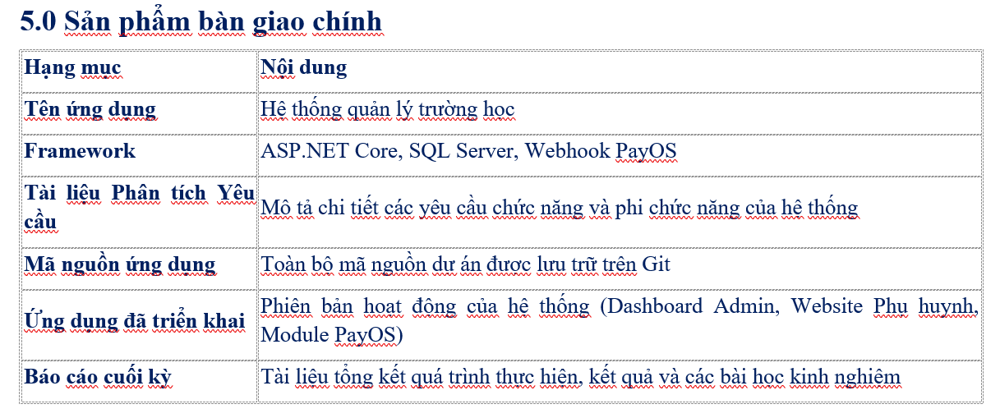 5.0 Sản phẩm bàn giao chính
Hạng mục
Nội dung
Tên ứng dụng
Hệ thống quản lý trường học
Framework
ASP.NET Core, SQL Server, Webhook PayOS
Tài liệu Phân tích Yêu
cầu
Mô tả chi tiết các yêu cầu chức năng và phi chức năng của hệ thống
Mã nguồn ứng dụng
Toàn bộ mã nguồn dự án được lưu trữ trên Git
Ứng dụng đã triển khai
Phiên bản hoạt động của hệ thống (Dashboard Admin, Website Phụ huynh,
Module PayOS)
Báo cáo cuối kỳ
Tài liệu tổng kết quá trình thực hiện, kết quả và các bài học kinh nghiệm